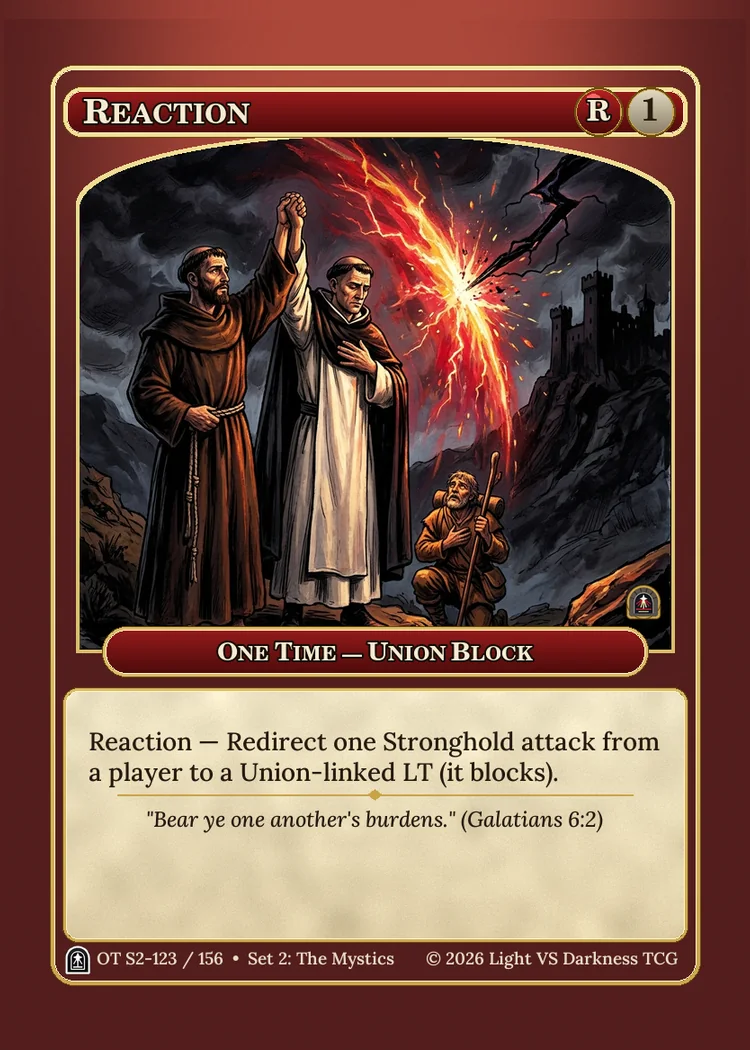 REACTION
R 1
ONE TIME — UNION BLOCK
Reaction — Redirect one Stronghold attack from
a player to a Union-linked LT (it blocks).
"Bear ye one another's burdens." (Galatians 6:2)
OT S2-123 / 156 • Set 2: The Mystics © 2026 Light VS Darkness TCG